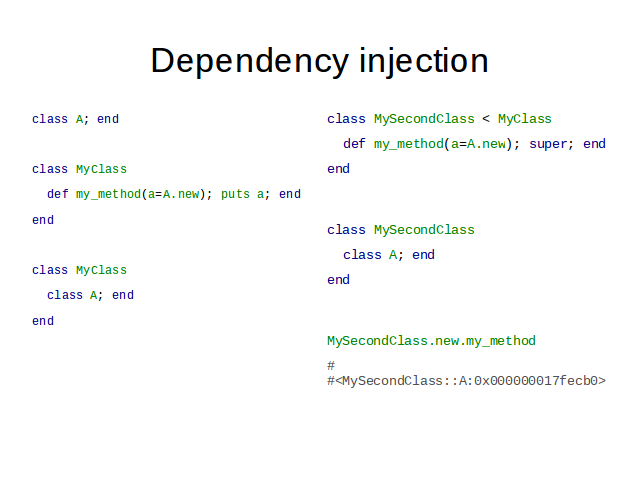 Dependency injection
class A; end
class MyClass
def my_method(a=A.new); puts a; end
end
class MyClass
class A; end
end
class MySecondClass < MyClass
def my_method(a=A.new); super; end
end
class MySecondClass
class A; end
end
MySecondClass.new.my_method
#
#<MySecondClass::A:0x000000017fecb0>